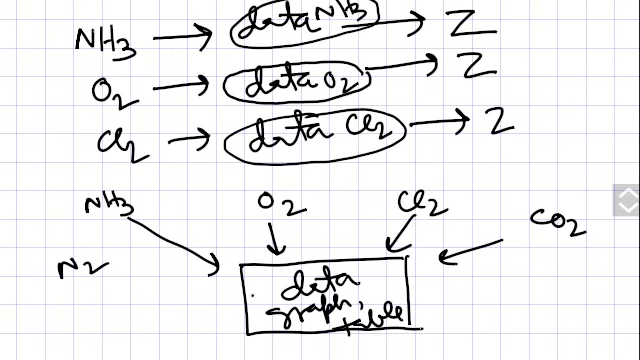 NH3 → data NH3 → Z
O2 → data O2 → Z
Cl2 → data Cl2 → Z
NH3 O2 Cl2 CO2
N2
data
graph,
table